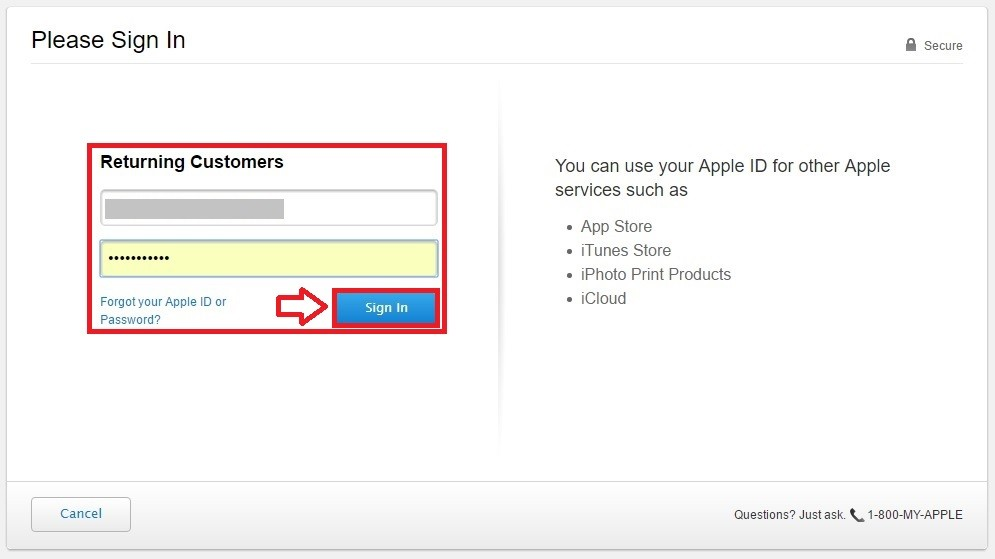 Please Sign In
Secure
Returning Customers
•••••••••••
Forgot your Apple ID or
Password?
Sign In
You can use your Apple ID for other Apple
services such as
• App Store
• iTunes Store
• iPhoto Print Products
• iCloud
Cancel
Questions? Just ask. 1-800-MY-APPLE